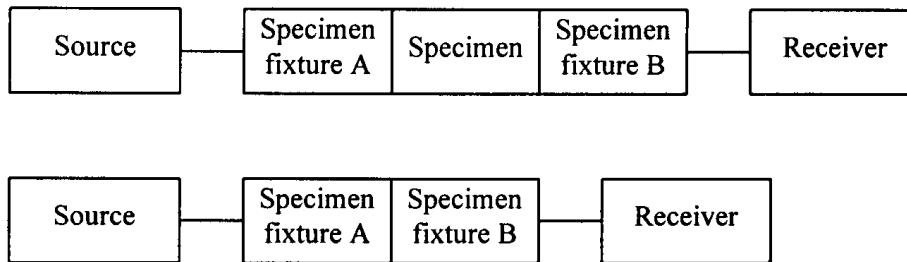 Source
Specimen
fixture A
Specimen
Specimen
fixture B
Receiver
Source
Specimen
fixture A
Specimen
fixture B
Receiver